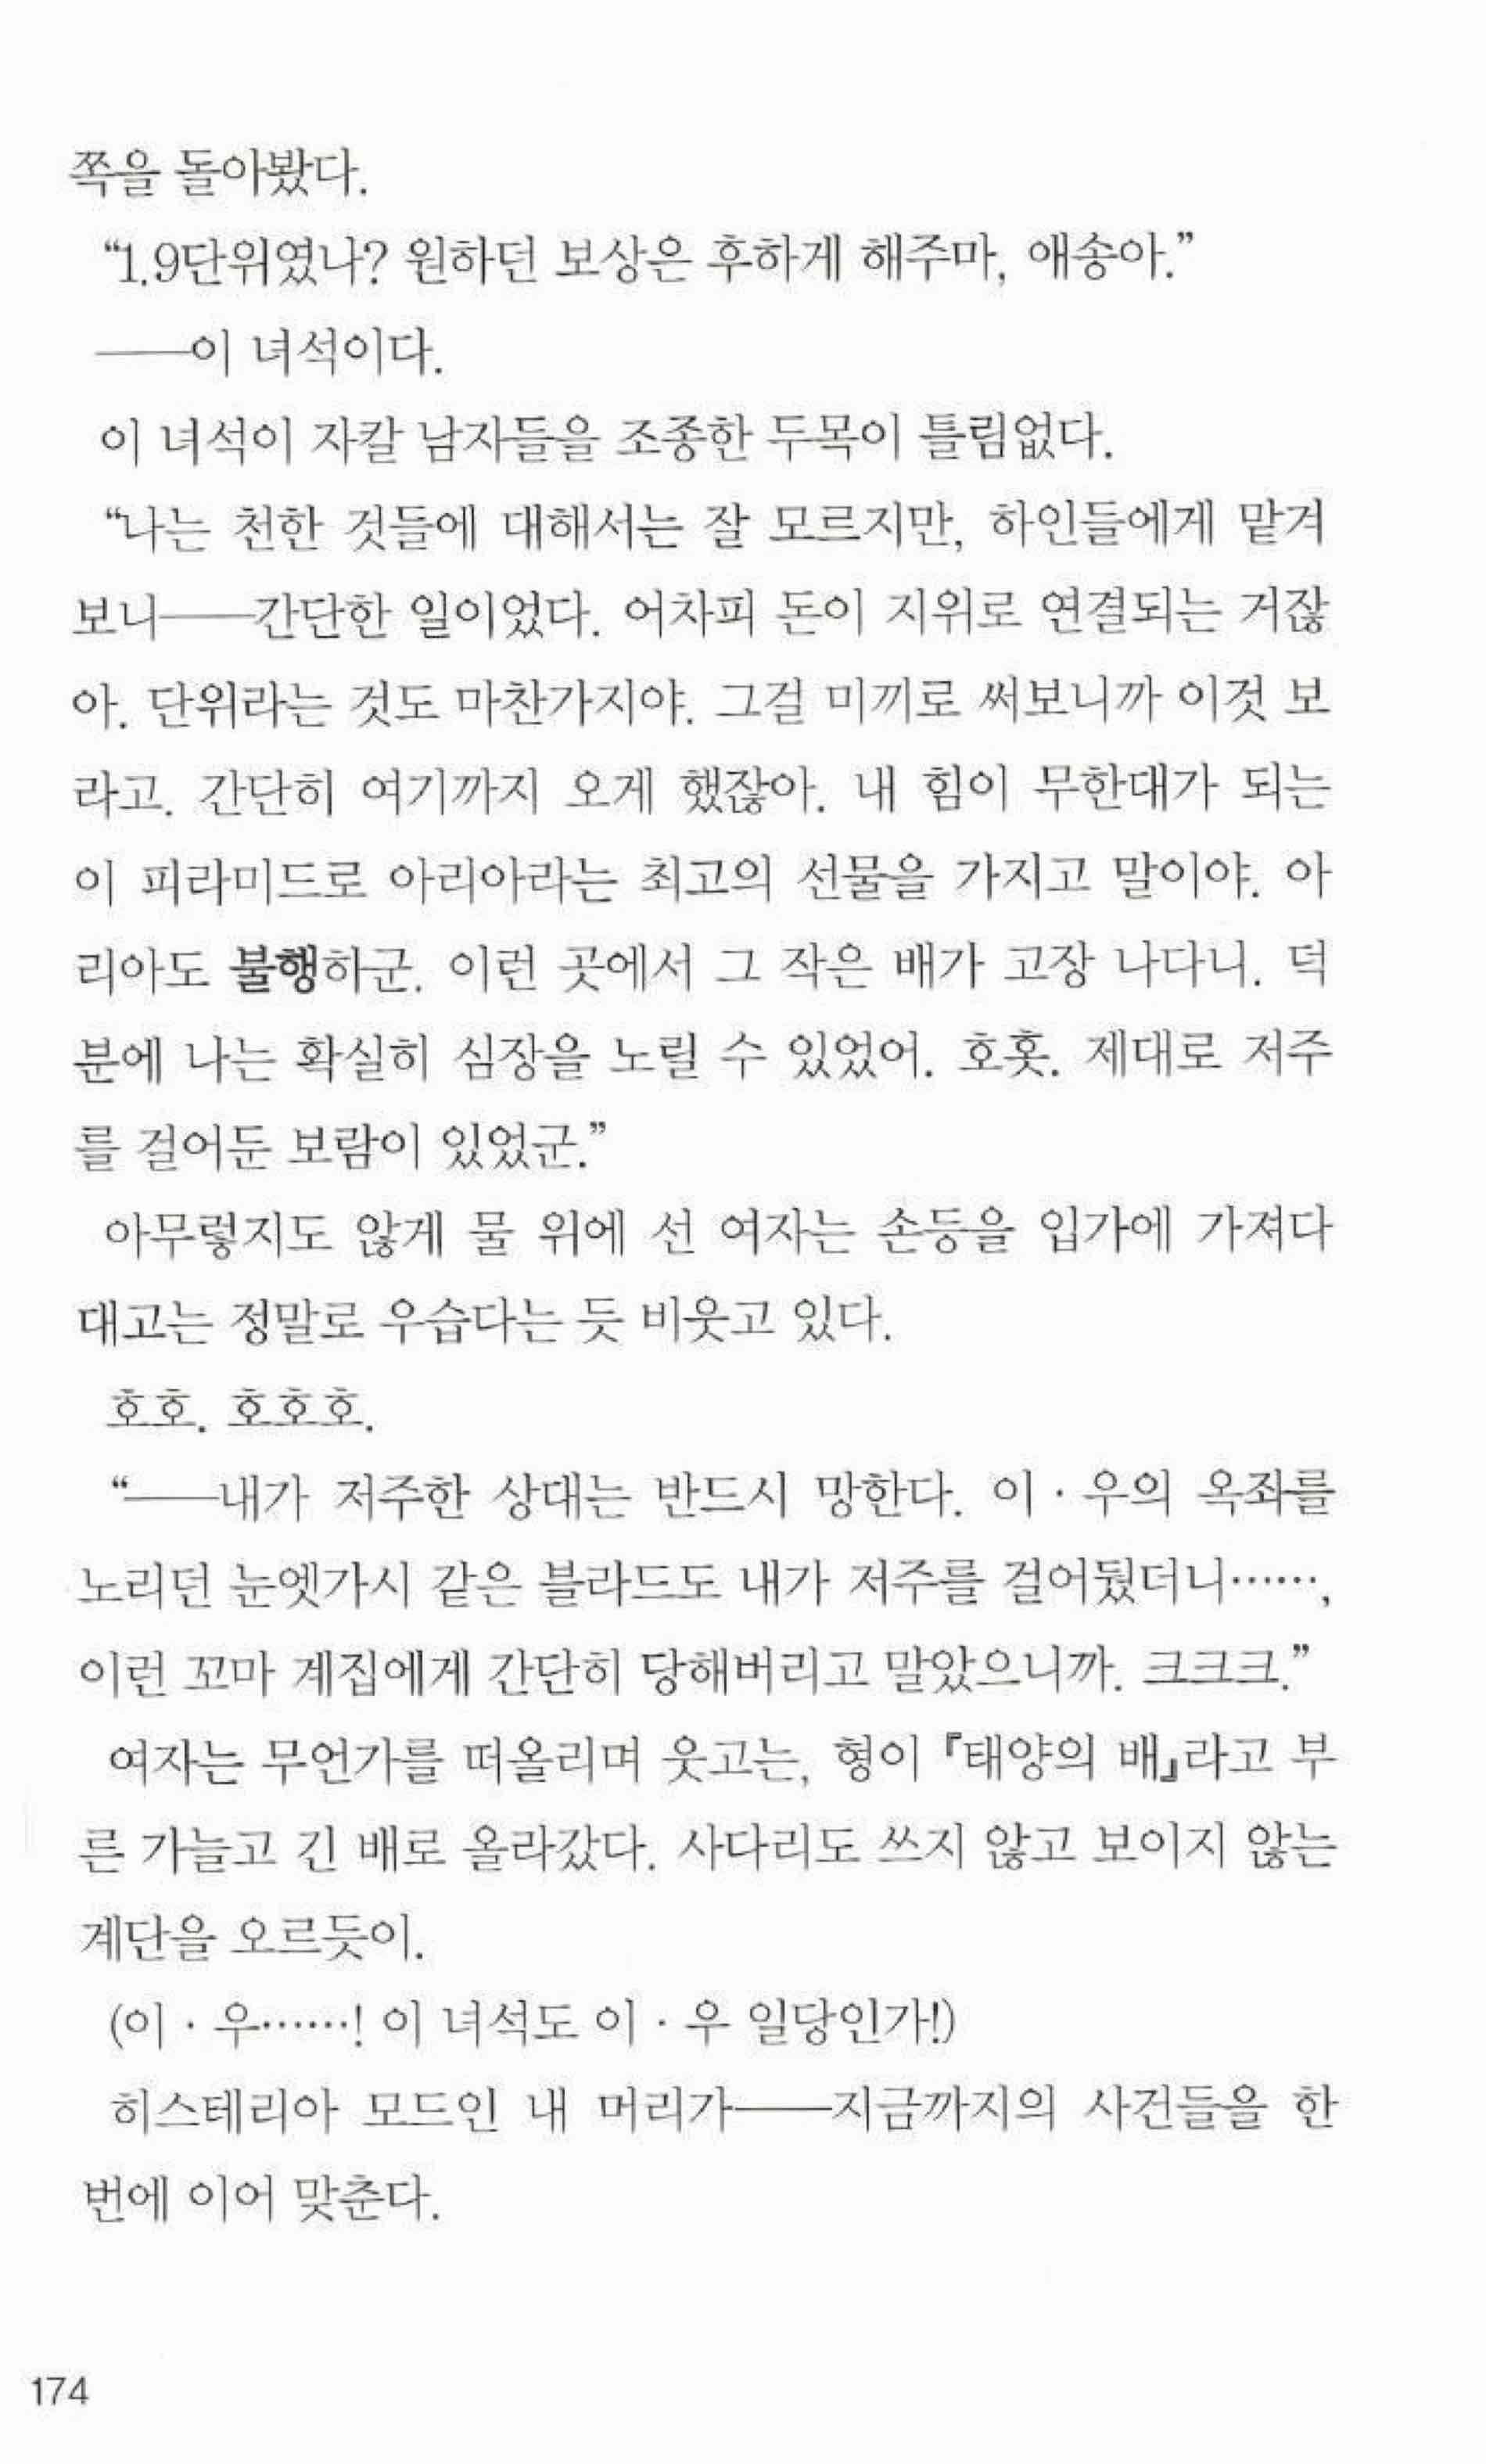 쪽을 돌아봤다.
“1.9단위였나? 원하던 보상은 후하게 해주마, 애송아.”
——이 녀석이다.
이 녀석이 자칼 남자들을 조종한 두목이 틀림없다.
“나는 천한 것들에 대해서는 잘 모르지만, 하인들에게 맡겨
보니——간단한 일이었다. 어차피 돈이 지위로 연결되는 거잖
아. 단위라는 것도 마찬가지야. 그걸 미끼로 써보니까 이것 보
라고. 간단히 여기까지 오게 했잖아. 내 힘이 무한대가 되는
이 피라미드로 아리아라는 최고의 선물을 가지고 말이야. 아
리아도 불행하군. 이런 곳에서 그 작은 배가 고장 나다니. 덕
분에 나는 확실히 심장을 노릴 수 있었어. 호홋. 제대로 저주
를 걸어둔 보람이 있었군.”
아무렇지도 않게 물 위에 선 여자는 손등을 입가에 가져다
대고는 정말로 우습다는 듯 비웃고 있다.
호호. 호호호.
“——내가 저주한 상대는 반드시 망한다. 이 · 우의 옥좌를
노리던 눈엣가시 같은 블라드도 내가 저주를 걸어뒀더니……,
이런 꼬마 계집에게 간단히 당해버리고 말았으니까. 크크크.”
여자는 무언가를 떠올리며 웃고는, 형이 『태양의 배』라고 부
른 가늘고 긴 배로 올라갔다. 사다리도 쓰지 않고 보이지 않는
계단을 오르듯이.
(이 · 우……! 이 녀석도 이 · 우 일당인가!)
히스테리아 모드인 내 머리가——지금까지의 사건들을 한
번에 이어 맞춘다.
174